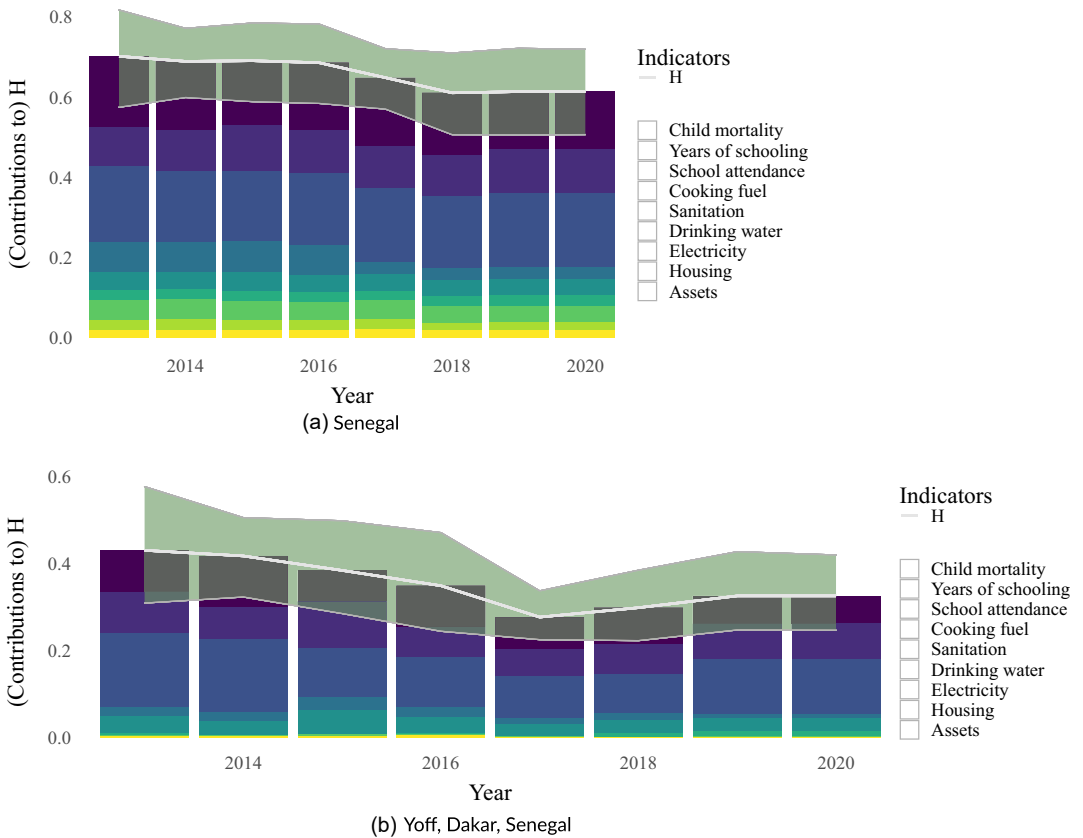 0.8
0.6
0.4
0.2
0.0
(Contributions to) H
2014
2016
2018
2020
Year
Indicators
H
Child mortality
Years of schooling
School attendance
Cooking fuel
Sanitation
Drinking water
Electricity
Housing
Assets
(a) Senegal
0.6
0.4
0.2
0.0
(Contributions to) H
2014
2016
2018
2020
Year
Indicators
H
Child mortality
Years of schooling
School attendance
Cooking fuel
Sanitation
Drinking water
Electricity
Housing
Assets
(b) Yoff, Dakar, Senegal